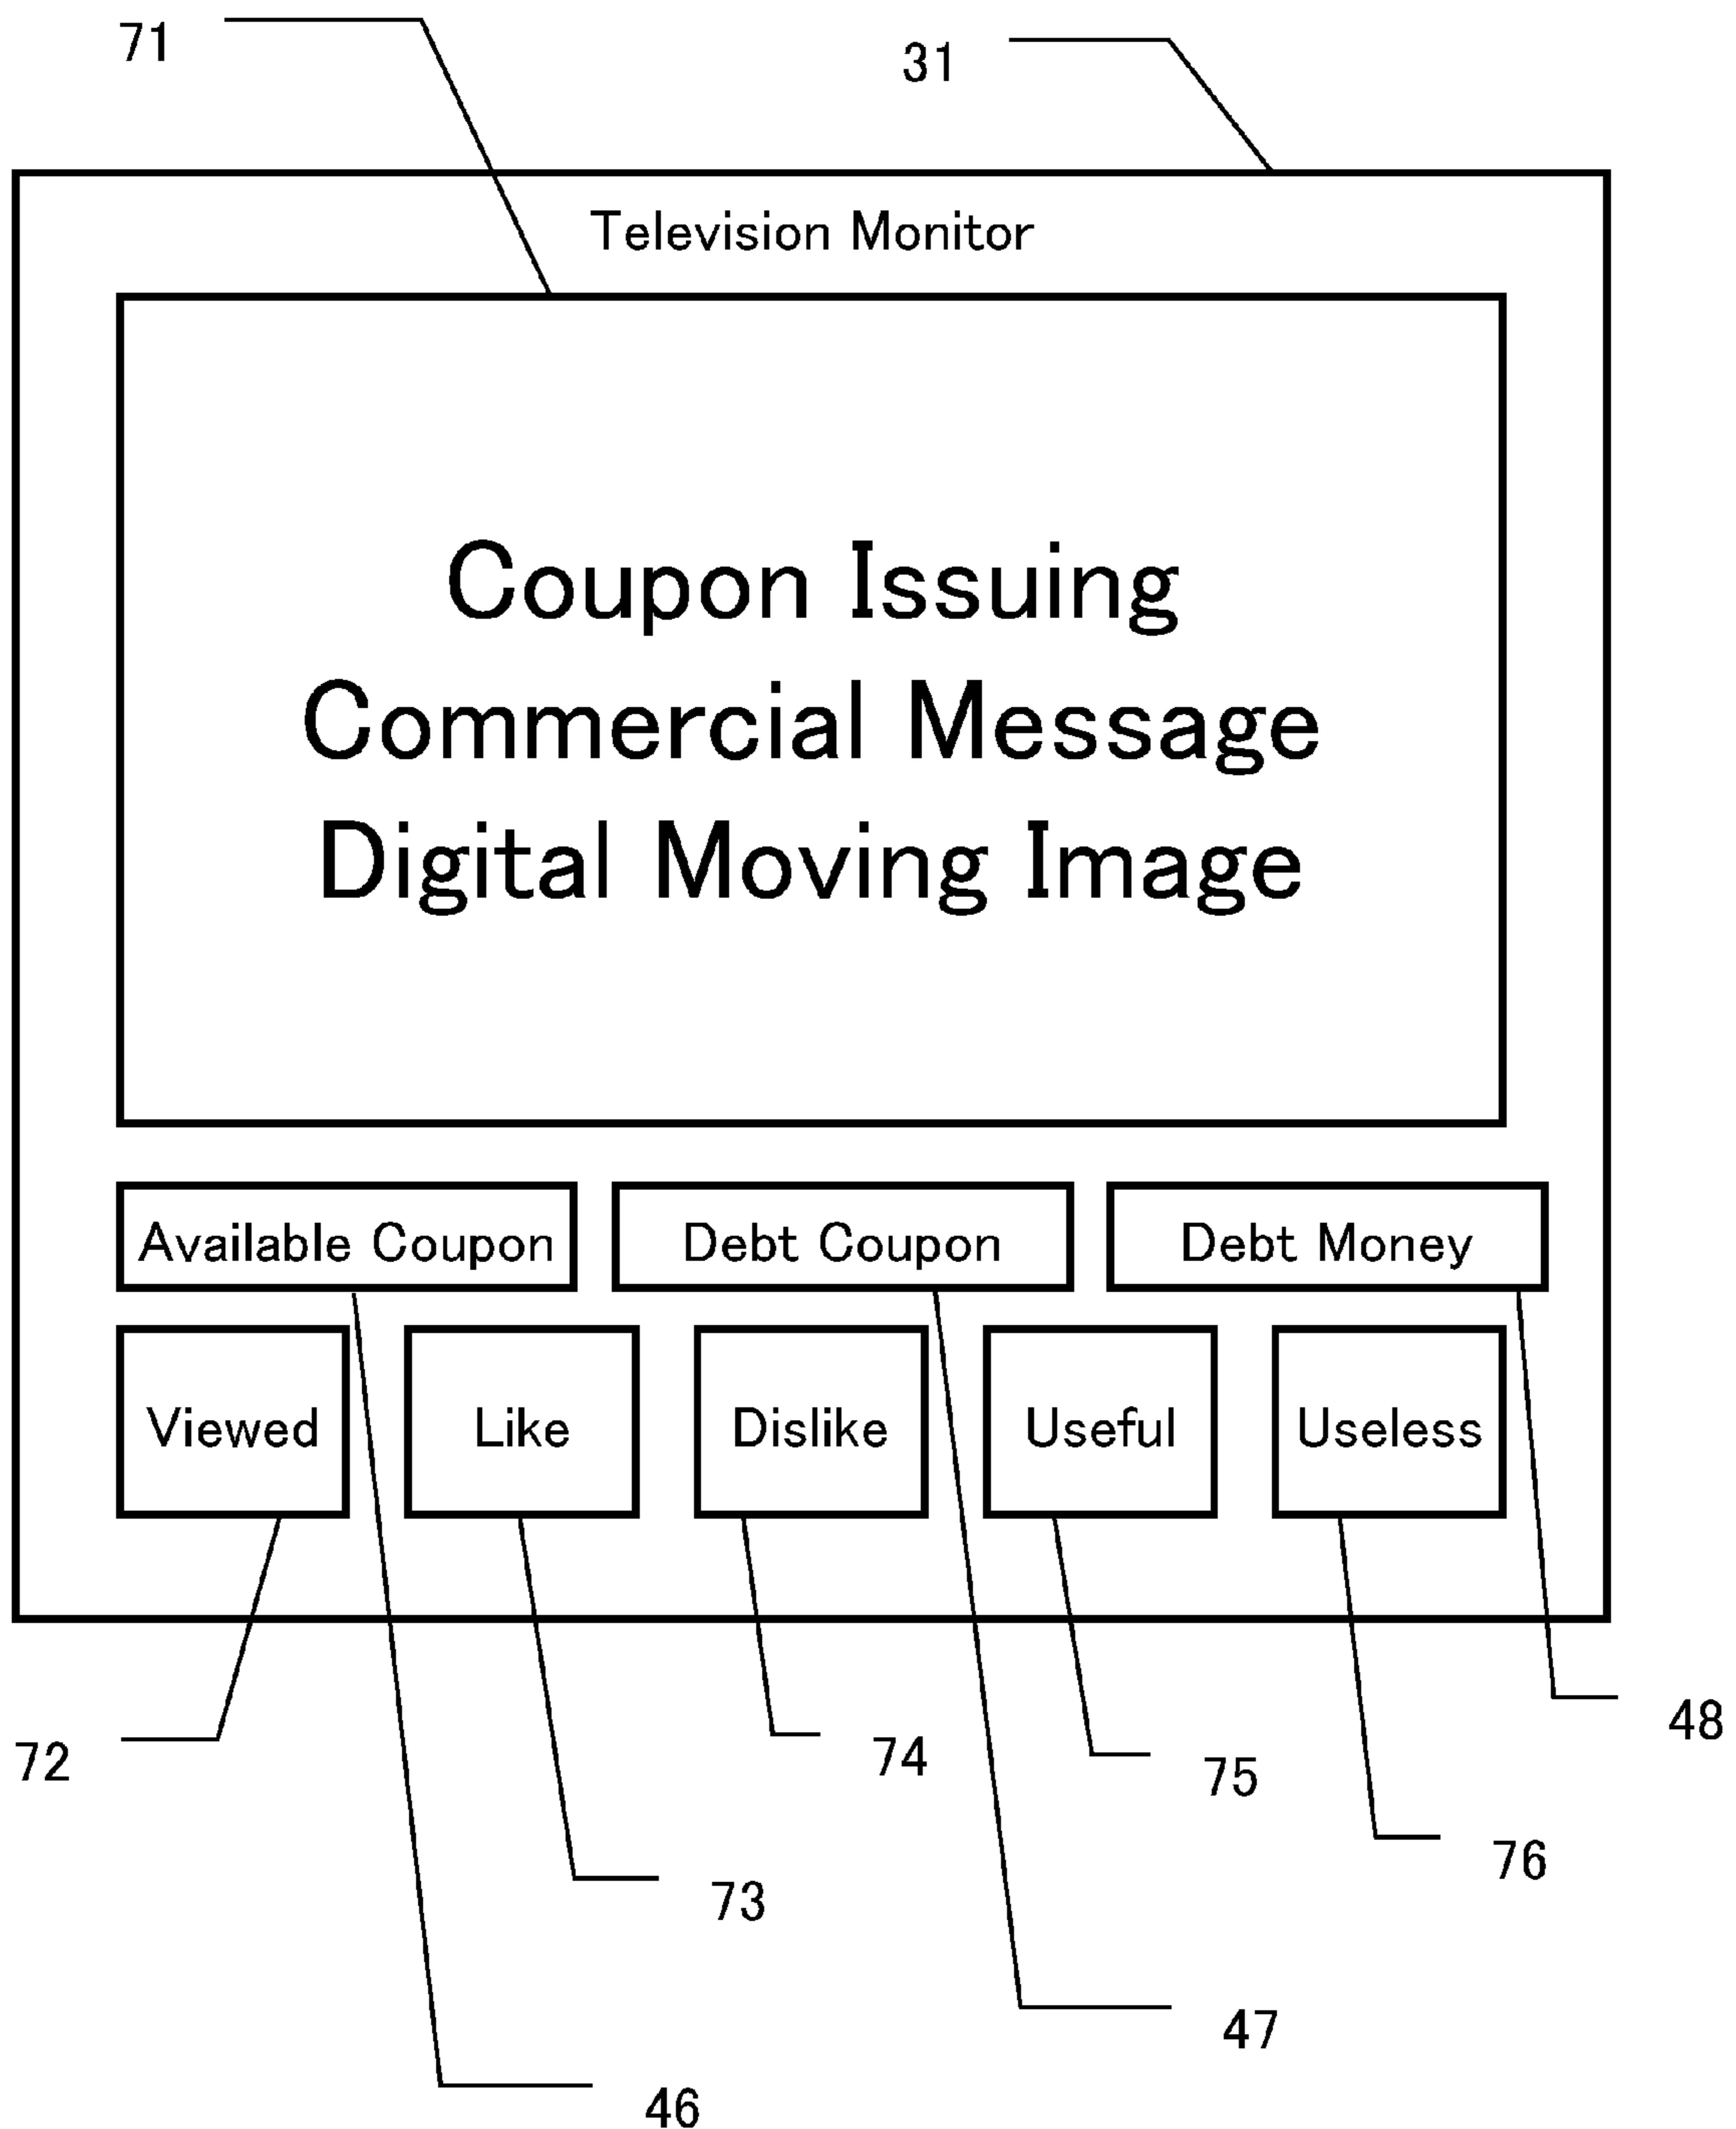 71
31
Television Monitor
Coupon Issuing
Commercial Message
Digital Moving Image
Available Coupon
Debt Coupon
Debt Money
Viewed
Like
Dislike
Useful
Useless
48
72
74
75
76
73
47
46